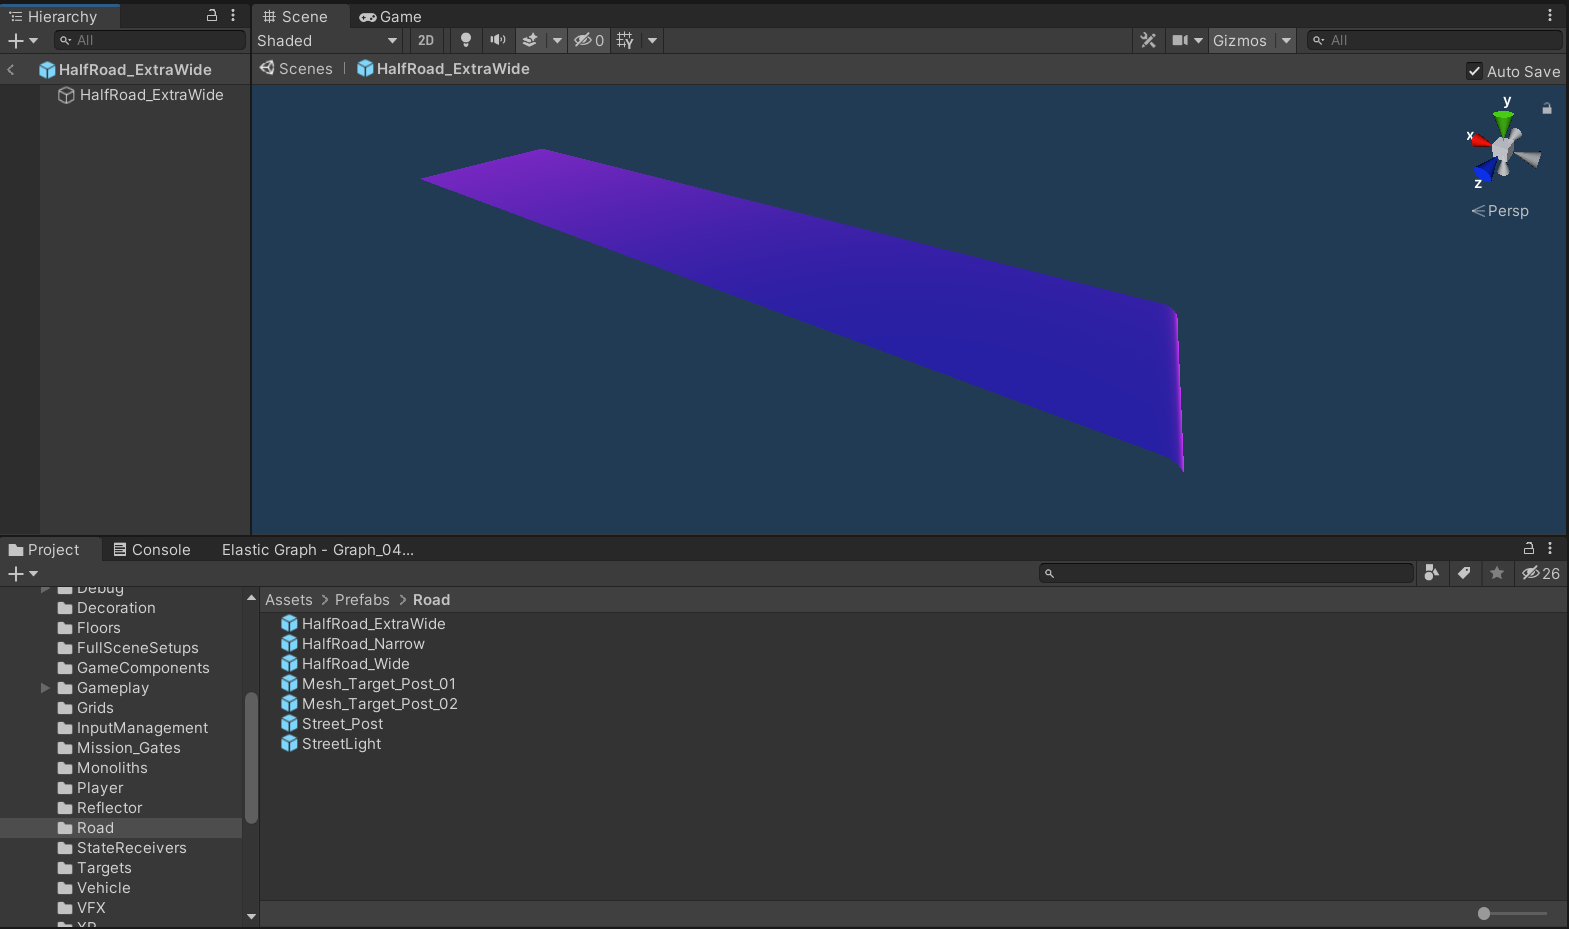 Hierarchy
All
HalfRoad_ExtraWide
HalfRoad_ExtraWide
Scene
Game
Shaded
2D
0
Gizmos
All
Scenes | HalfRoad_ExtraWide
Auto Save
y
x
z
Persp
Project
Console
Elastic Graph - Graph_04...
26
Debug
Decoration
Floors
FullSceneSetups
GameComponents
Gameplay
Grids
InputManagement
Mission_Gates
Monoliths
Player
Reflector
Road
StateReceivers
Targets
Vehicle
VFX
XR
Assets > Prefabs > Road
HalfRoad_ExtraWide
HalfRoad_Narrow
HalfRoad_Wide
Mesh_Target_Post_01
Mesh_Target_Post_02
Street_Post
StreetLight